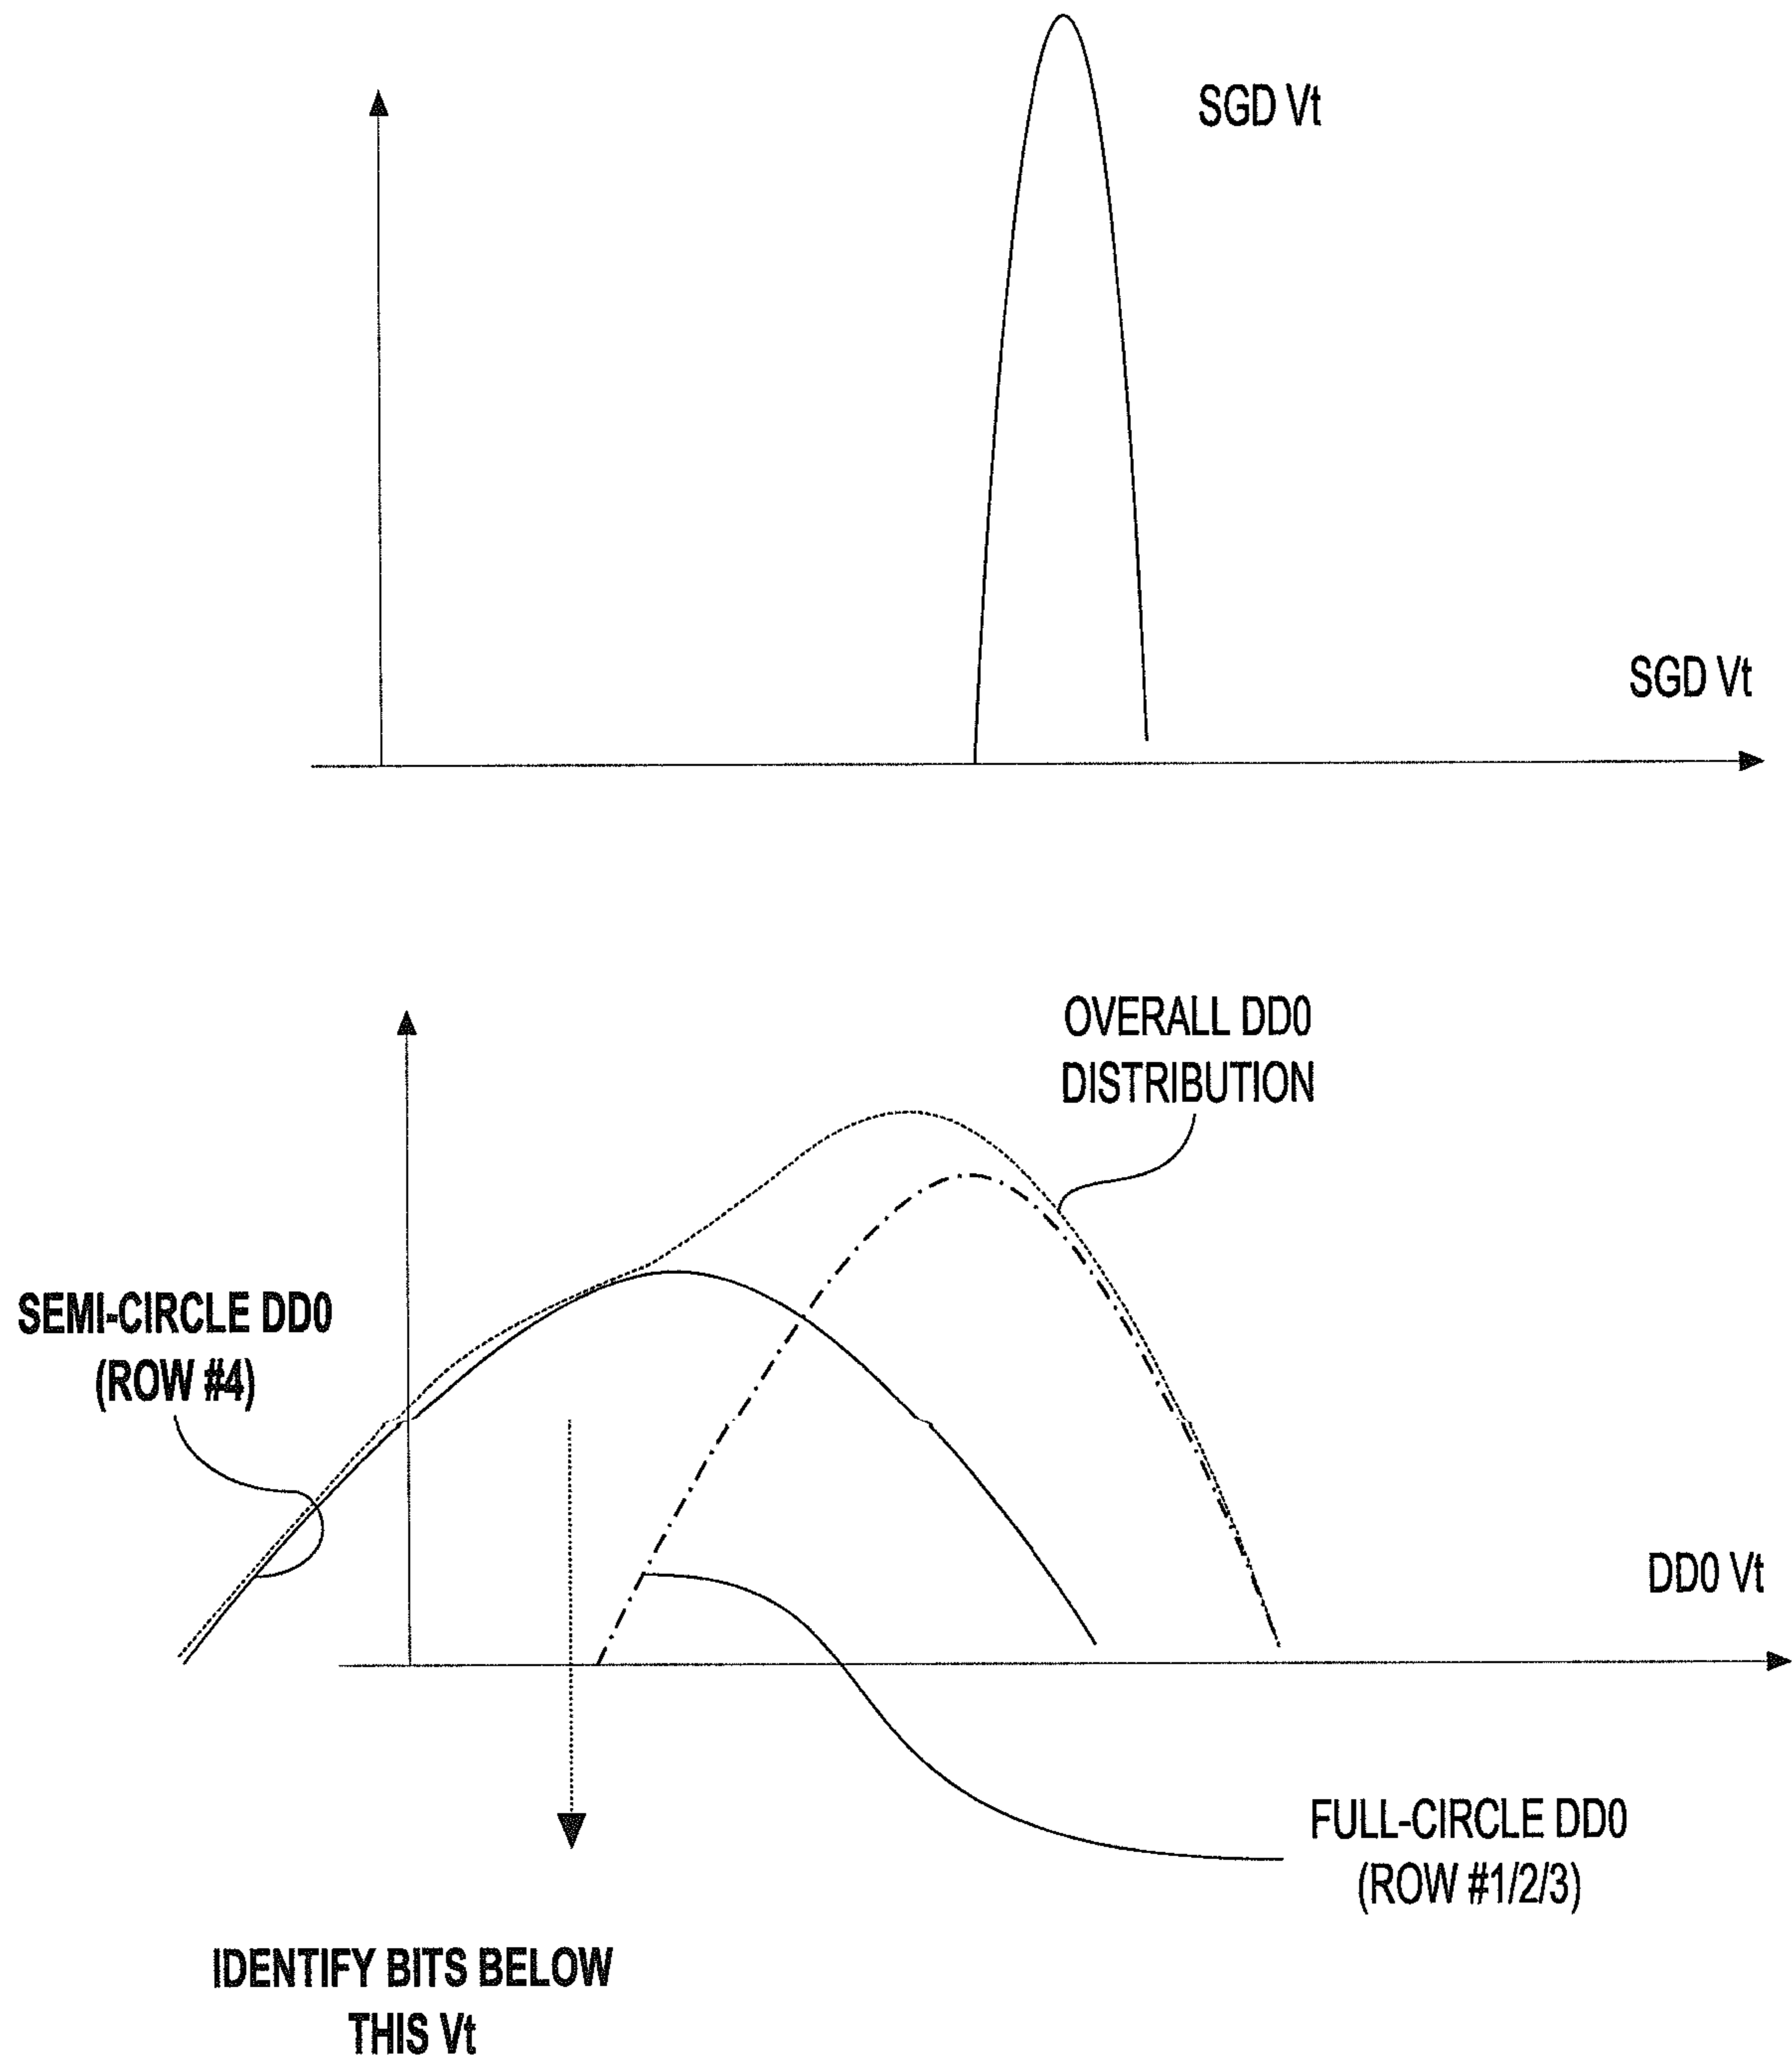 SGD Vt
SGD Vt
OVERALL DD0
DISTRIBUTION
SEMI-CIRCLE DD0
(ROW #4)
DD0 Vt
FULL-CIRCLE DD0
(ROW #1/2/3)
IDENTIFY BITS BELOW
THIS Vt